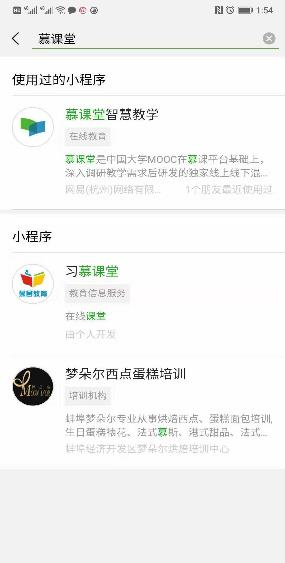 1:54
慕课堂
使用过的小程序
慕课堂智慧教学
在线教育
慕课堂是中国大学MOOC在慕课平台基础上，
深入调研教学需求后研发的独家线上线下混...
网易(杭州)网络有限... 1个朋友最近使用过
小程序
习慕课堂
教育信息服务
在线课堂
由个人开发
梦朵尔西点蛋糕培训
培训机构
蚌埠梦朵尔专业从事烘焙西点、蛋糕面包培训,
生日蛋糕裱花、法式慕斯、港式甜品、法式...
蚌埠经济开发区梦朵尔烘焙培训中心